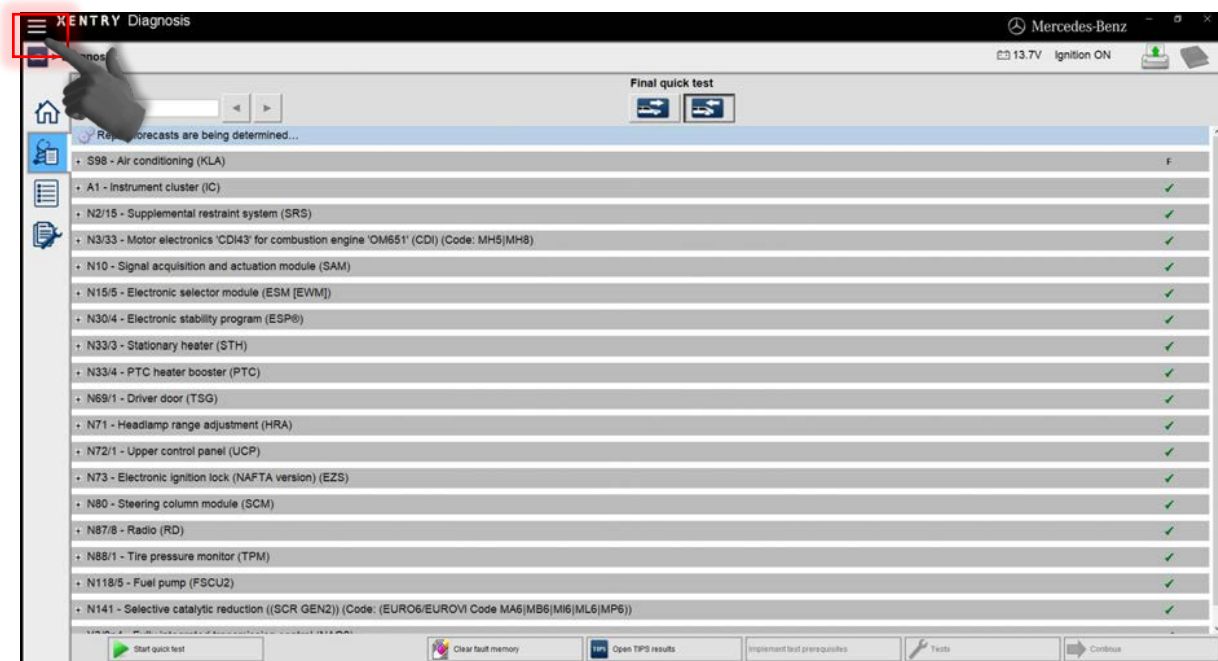 XENTRY Diagnosis
Mercedes-Benz
13.7V Ignition ON
Final quick test
forecasts are being determined...
+ S98 - Air conditioning (KLA) F
+ A1 - Instrument cluster (IC) ✓
+ N2/15 - Supplemental restraint system (SRS) ✓
+ N3/33 - Motor electronics 'CDI43' for combustion engine 'OM651' (CDI) (Code: MH5|MH8) ✓
+ N10 - Signal acquisition and actuation module (SAM) ✓
+ N15/5 - Electronic selector module (ESM [EWM]) ✓
+ N30/4 - Electronic stability program (ESP®) ✓
+ N33/3 - Stationary heater (STH) ✓
+ N33/4 - PTC heater booster (PTC) ✓
+ N69/1 - Driver door (TSG) ✓
+ N71 - Headlamp range adjustment (HRA) ✓
+ N72/1 - Upper control panel (UCP) ✓
+ N73 - Electronic ignition lock (NAFTA version) (EZS) ✓
+ N80 - Steering column module (SCM) ✓
+ N87/8 - Radio (RD) ✓
+ N88/1 - Tire pressure monitor (TPM) ✓
+ N118/5 - Fuel pump (FSCU2) ✓
+ N141 - Selective catalytic reduction ((SCR GEN2)) (Code: (EURO6/EUROVI Code MA6|MB6|MI6|ML6|MP6)) ✓
Start quick test Clear fault memory TIPS Open TIPS results Implement test prerequisites Tests Continue